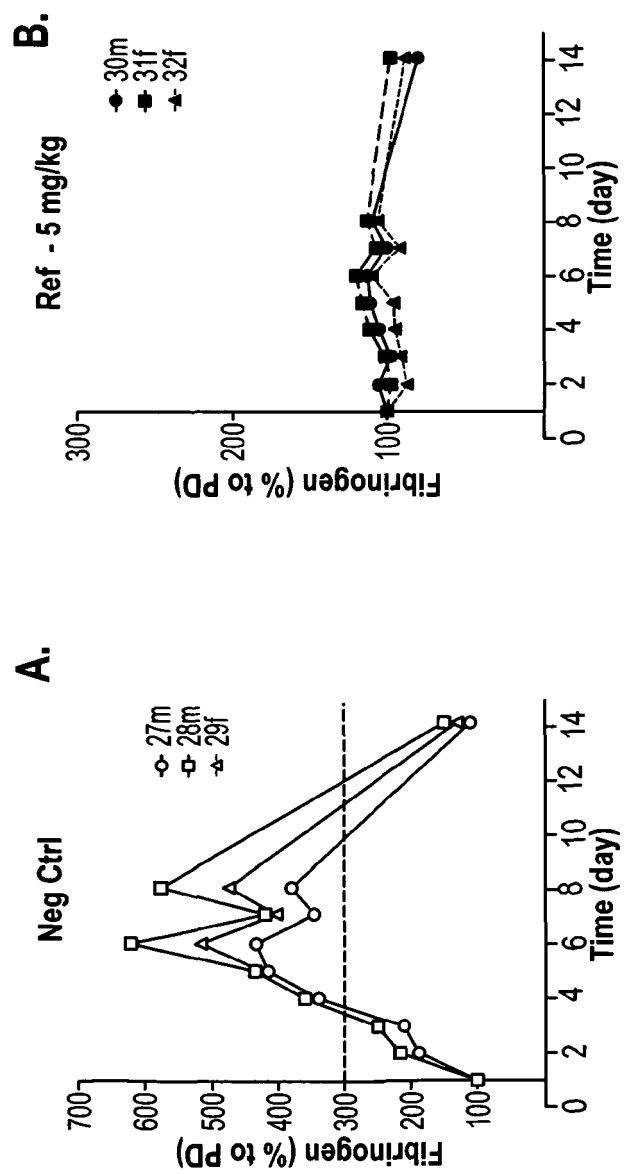 A.
Neg Ctrl
27m
28m
29f
Fibrinogen (% to PD)
700
600
500
400
300
200
100
0 2 4 6 8 10 12 14
Time (day)
B.
Ref - 5 mg/kg
30m
31f
32f
Fibrinogen (% to PD)
300
200
100
0 2 4 6 8 10 12 14
Time (day)